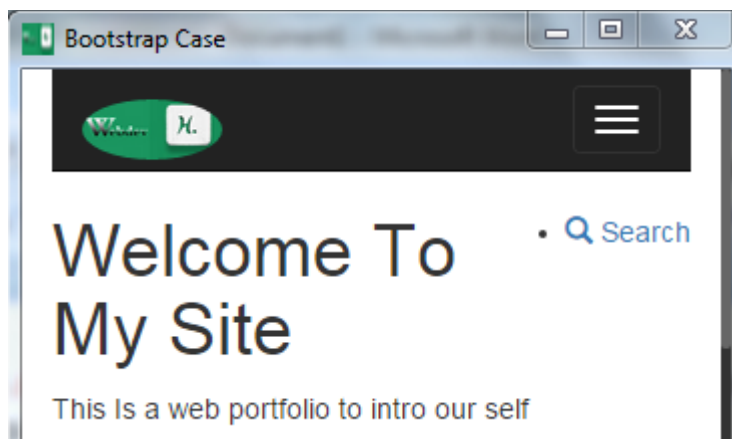 Bootstrap Case
H.
Welcome To
My Site
• Search
This Is a web portfolio to intro our self